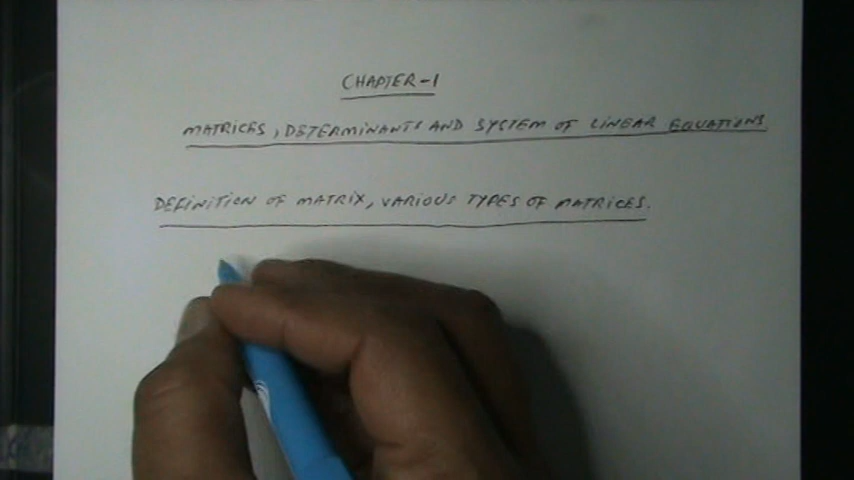 CHAPTER-1
MATRICES, DETERMINANTS AND SYSTEM OF LINEAR EQUATIONS
DEFINITION OF MATRIX, VARIOUS TYPES OF MATRICES.